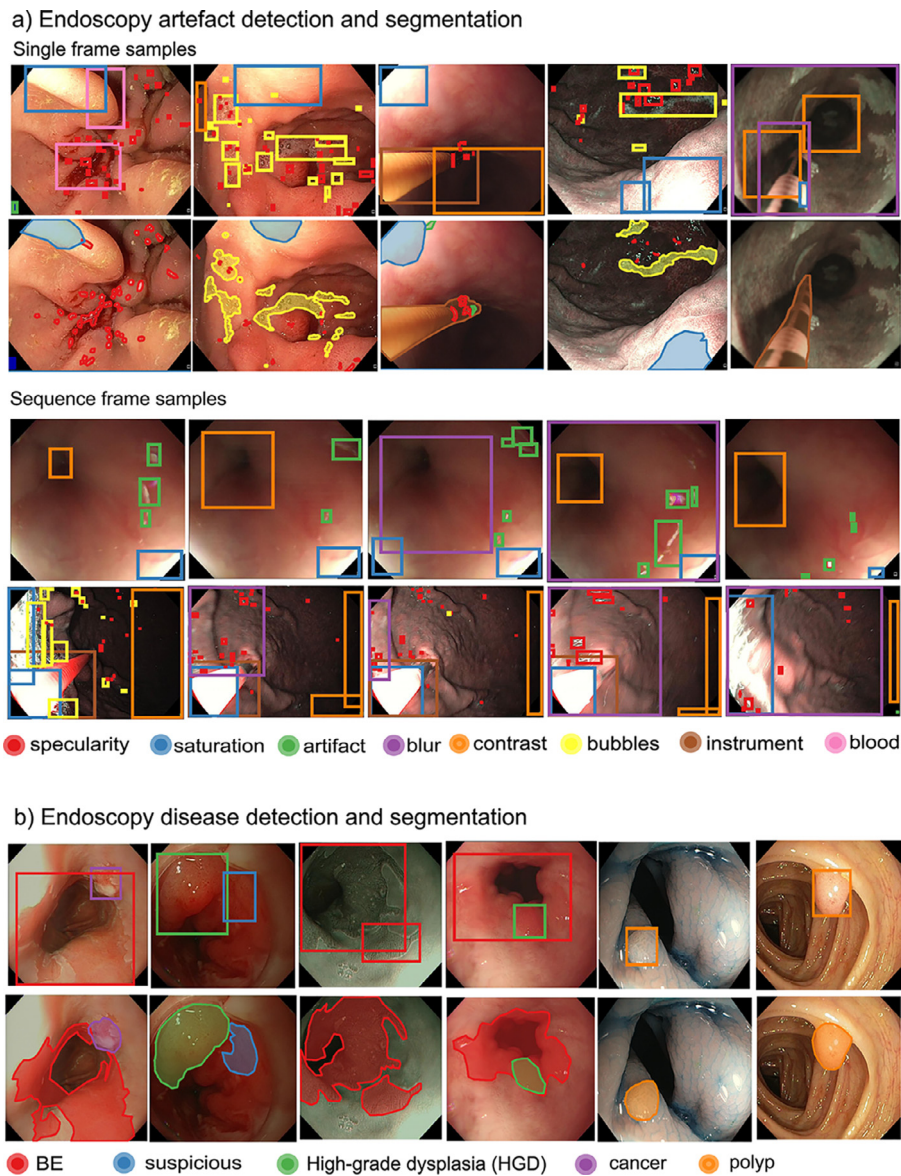 a) Endoscopy artefact detection and segmentation
Single frame samples
Sequence frame samples
specularity saturation artifact blur contrast bubbles instrument blood
b) Endoscopy disease detection and segmentation
BE suspicious High-grade dysplasia (HGD) cancer polyp